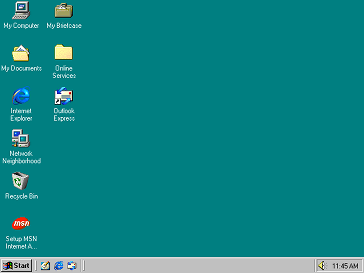 My Computer
My Briefcase
My Documents
Online
Services
Internet
Explorer
Outlook
Express
Network
Neighborhood
Recycle Bin
msn
Setup MSN
Internet A...
Start
11:45 AM